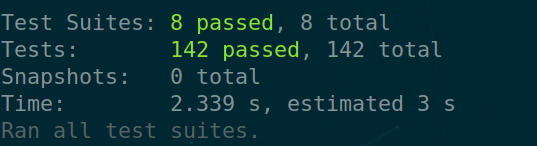 Test Suites: 8 passed, 8 total
Tests:       142 passed, 142 total
Snapshots:   0 total
Time:        2.339 s, estimated 3 s
Ran all test suites.